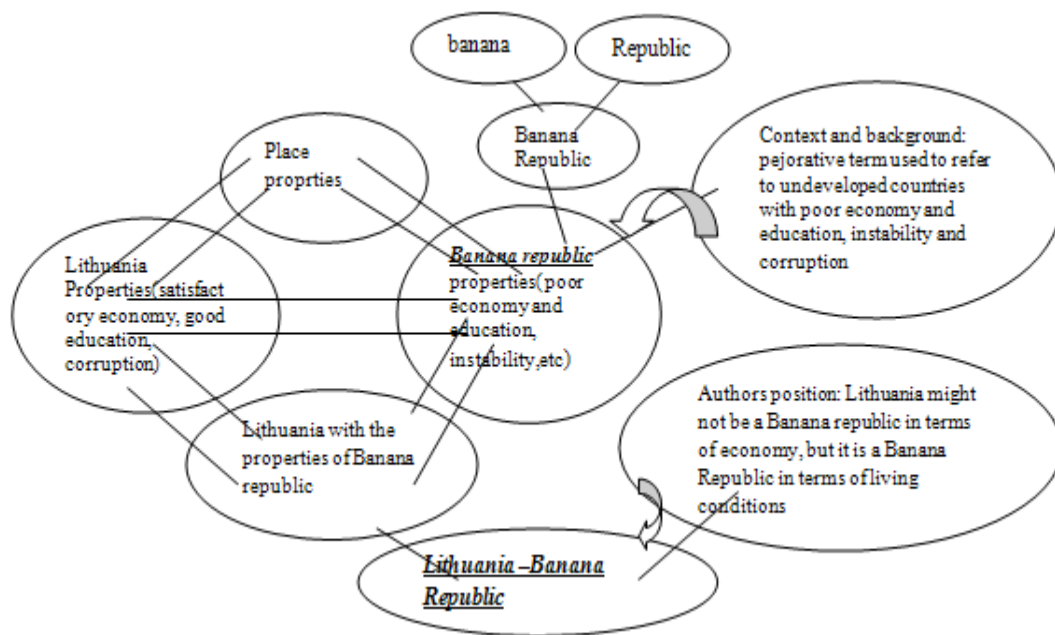 banana
Republic
Banana
Republic
Place
proprties
Context and background:
pejorative term used to refer
to undeveloped countries
with poor economy and
education, instability and
corruption
Lithuania
Properties(satisfact
ory economy, good
education,
corruption)
Banana republic
properties(poor
economy and
education,
instability,etc)
Lithuania with the
properties of Banana
republic
Authors position: Lithuania might
not be a Banana republic in terms
of economy, but it is a Banana
Republic in terms of living
conditions
Lithuania –Banana
Republic